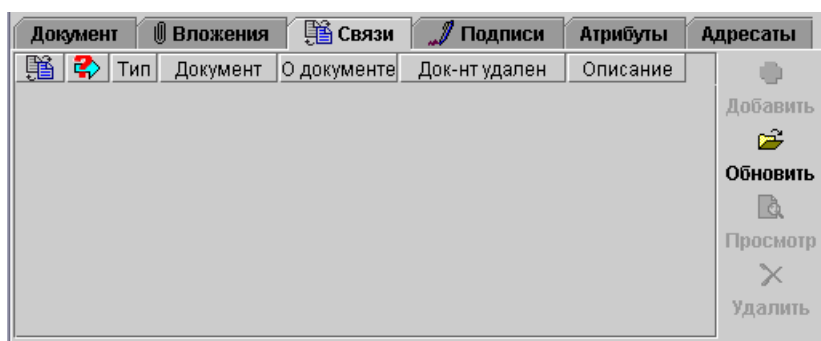 Документ Вложения Связи Подписи Атрибуты Адресаты
Тип Документ О документе Док-нт удален Описание
Добавить
Обновить
Просмотр
Удалить